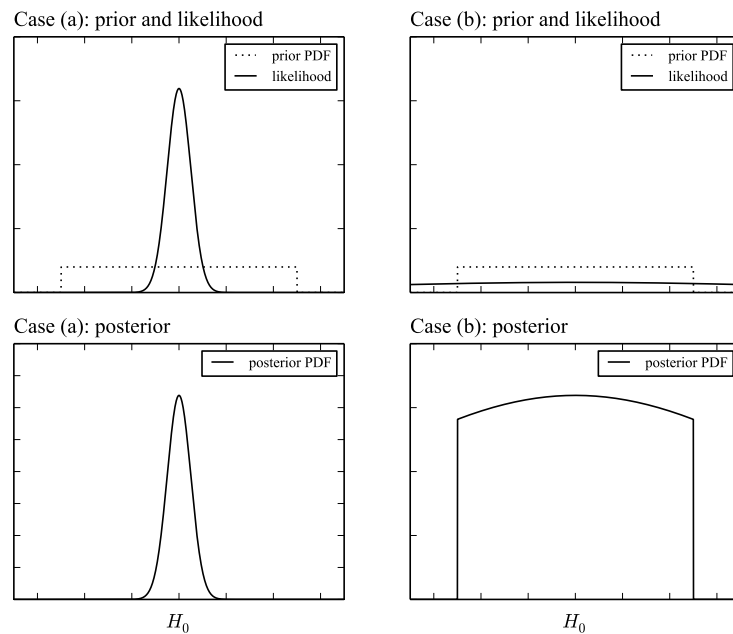 Case (a): prior and likelihood
prior PDF
likelihood
Case (b): prior and likelihood
prior PDF
likelihood
Case (a): posterior
posterior PDF
H₀
Case (b): posterior
posterior PDF
H₀